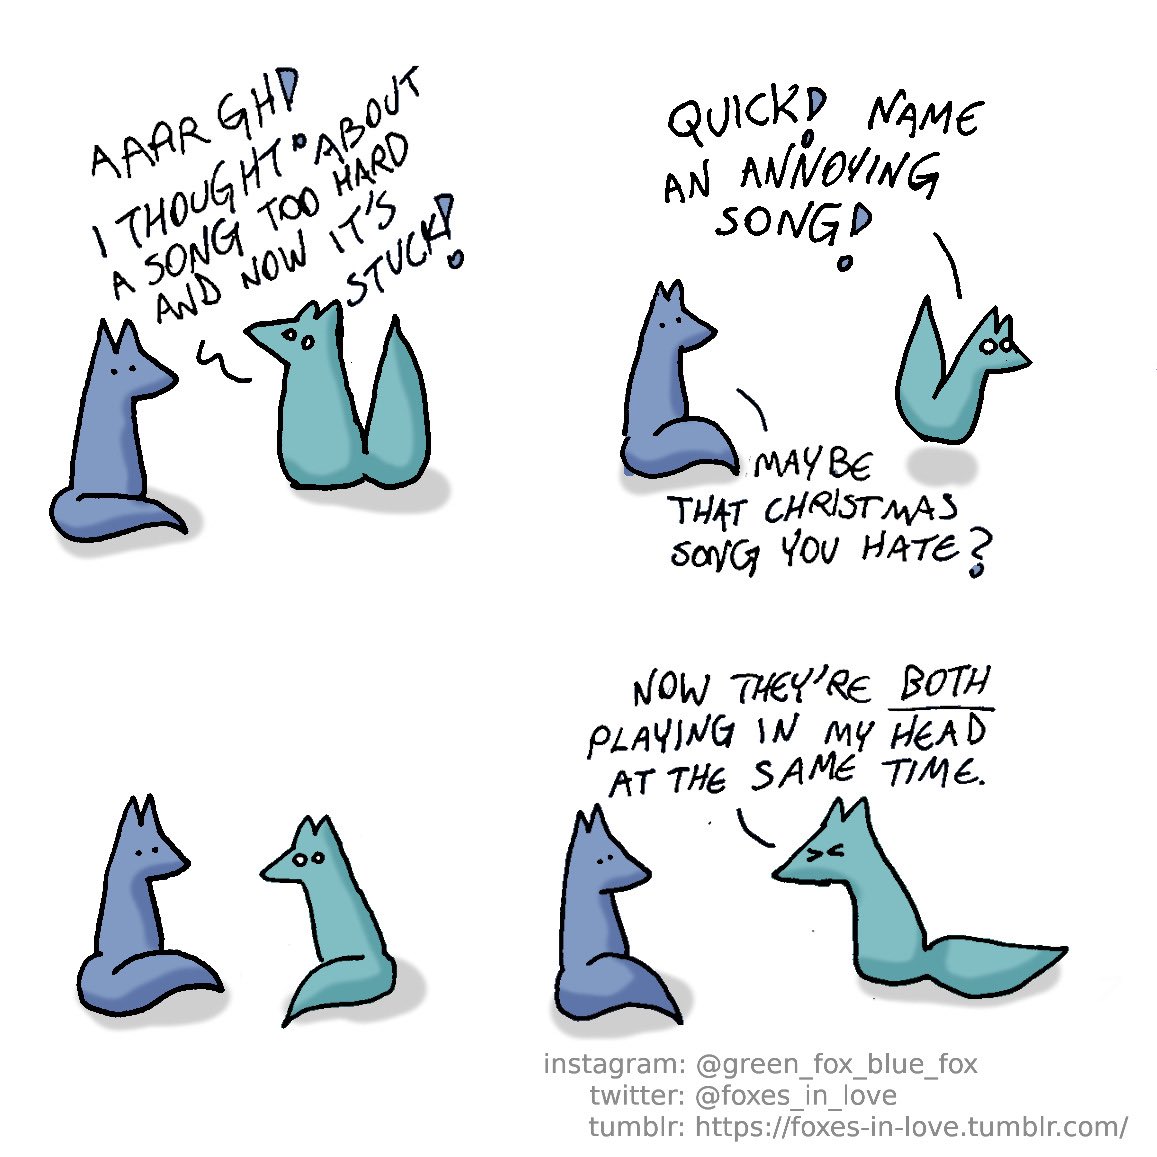 AAARGH!
I THOUGHT ABOUT
A SONG TOO HARD
AND NOW IT'S
STUCK!
QUICK! NAME
AN ANNOYING
SONG!
MAYBE
THAT CHRISTMAS
SONG YOU HATE?
NOW THEY'RE BOTH
PLAYING IN MY HEAD
AT THE SAME TIME.
instagram: @green_fox_blue_fox
twitter: @foxes_in_love
tumblr: https://foxes-in-love.tumblr.com/